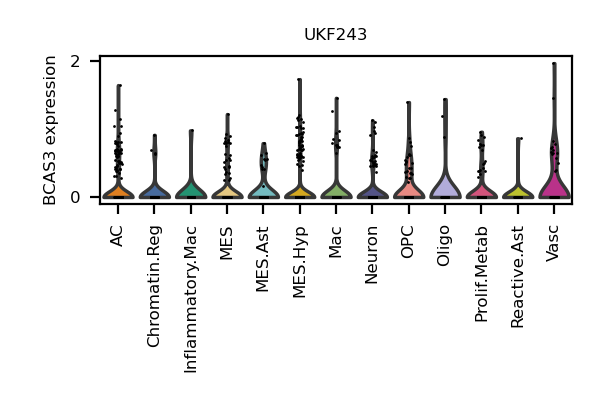 UKF243
BCAS3 expression
2
0
AC
Chromatin.Reg
Inflammatory.Mac
MES
MES.Ast
MES.Hyp
Mac
Neuron
OPC
Oligo
Prolif.Metab
Reactive.Ast
Vasc